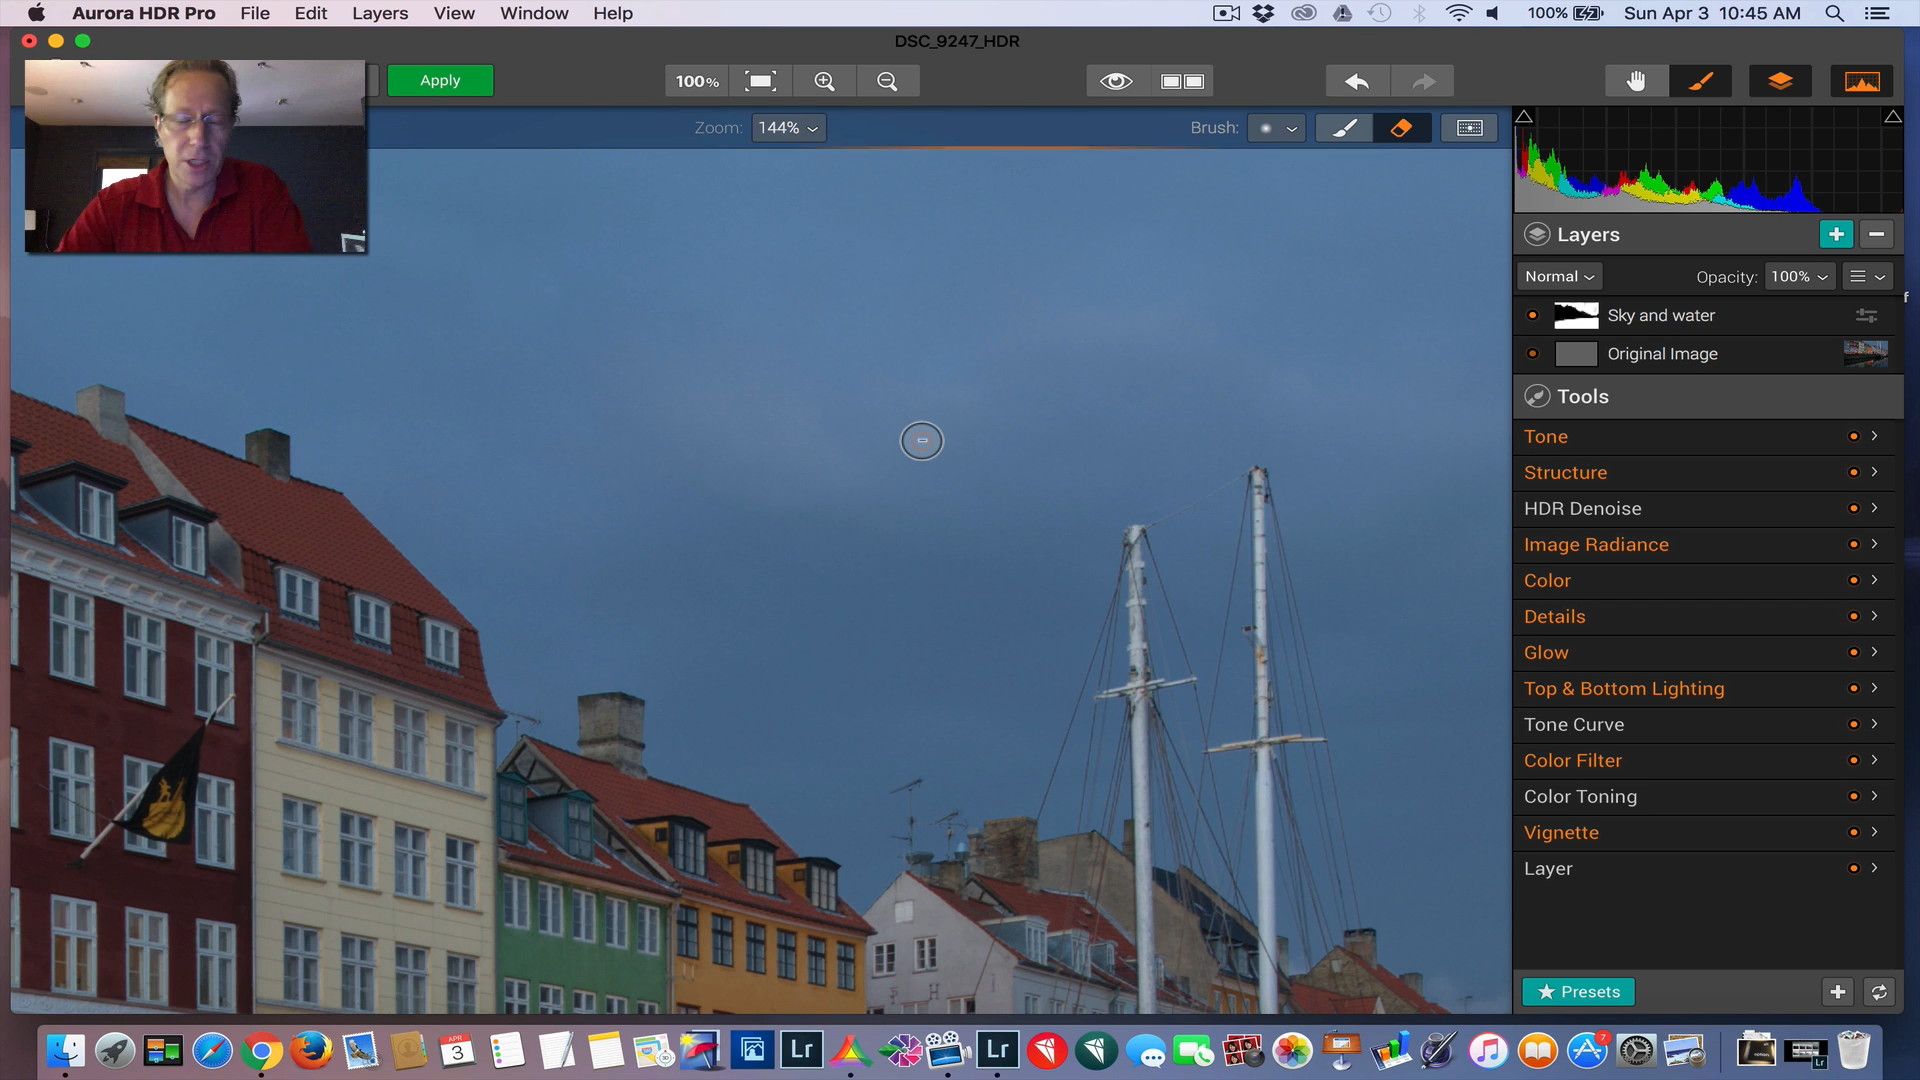 Aurora HDR Pro File Edit Layers View Window Help 100% Sun Apr 3 10:45 AM
DSC_9247_HDR
Apply 100%
Zoom: 144% Brush:
Layers
Normal Opacity: 100%
Sky and water
Original Image
Tools
Tone
Structure
HDR Denoise
Image Radiance
Color
Details
Glow
Top & Bottom Lighting
Tone Curve
Color Filter
Color Toning
Vignette
Layer
Presets
APR
3
Lr
Lr
7